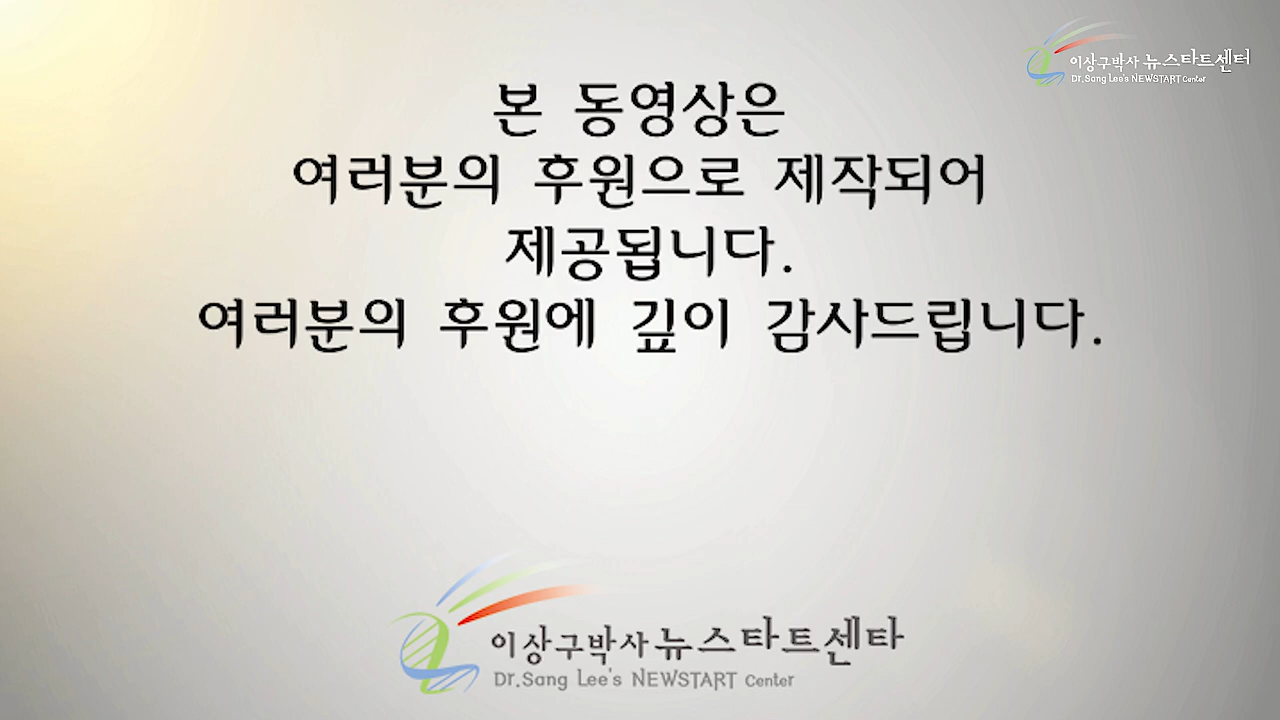 이상구박사 뉴스타트센터
Dr.Sang Lee's NEWSTART Center
본 동영상은
여러분의 후원으로 제작되어
제공됩니다.
여러분의 후원에 깊이 감사드립니다.
이상구박사 뉴스타트센타
Dr.Sang Lee's NEWSTART Center